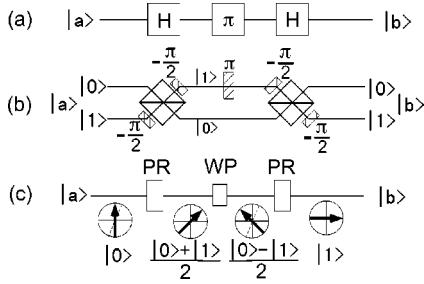 (a) |a> H π H |b>
-π/2 |1> π -π/2
|0> |0>
(b) |a> |b>
|1> |0> |1>
-π/2 -π/2
PR WP PR
(c) |a> |b>
|0> |0>+|1>/2 |0>-|1>/2 |1>